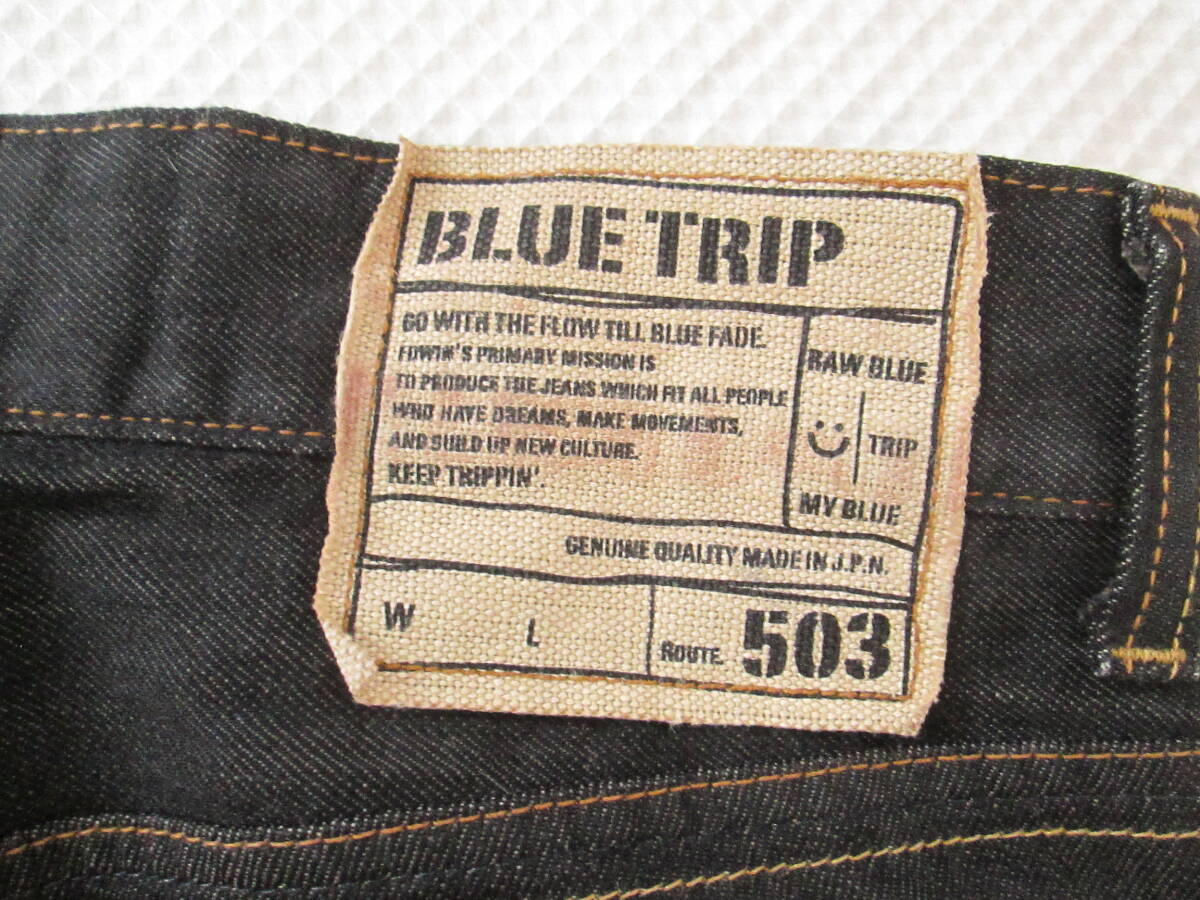 BLUE TRIP
GO WITH THE FLOW TILL BLUE FADE.
EDWIN'S PRIMARY MISSION IS
TO PRODUCE THE JEANS WHICH FIT ALL PEOPLE
WHO HAVE DREAMS, MAKE MOVEMENTS,
AND BUILD UP NEW CULTURE.
KEEP TRIPPIN'.
RAW BLUE
TRIP
MY BLUE
GENUINE QUALITY MADE IN J.P.N.
W L
ROUTE. 503